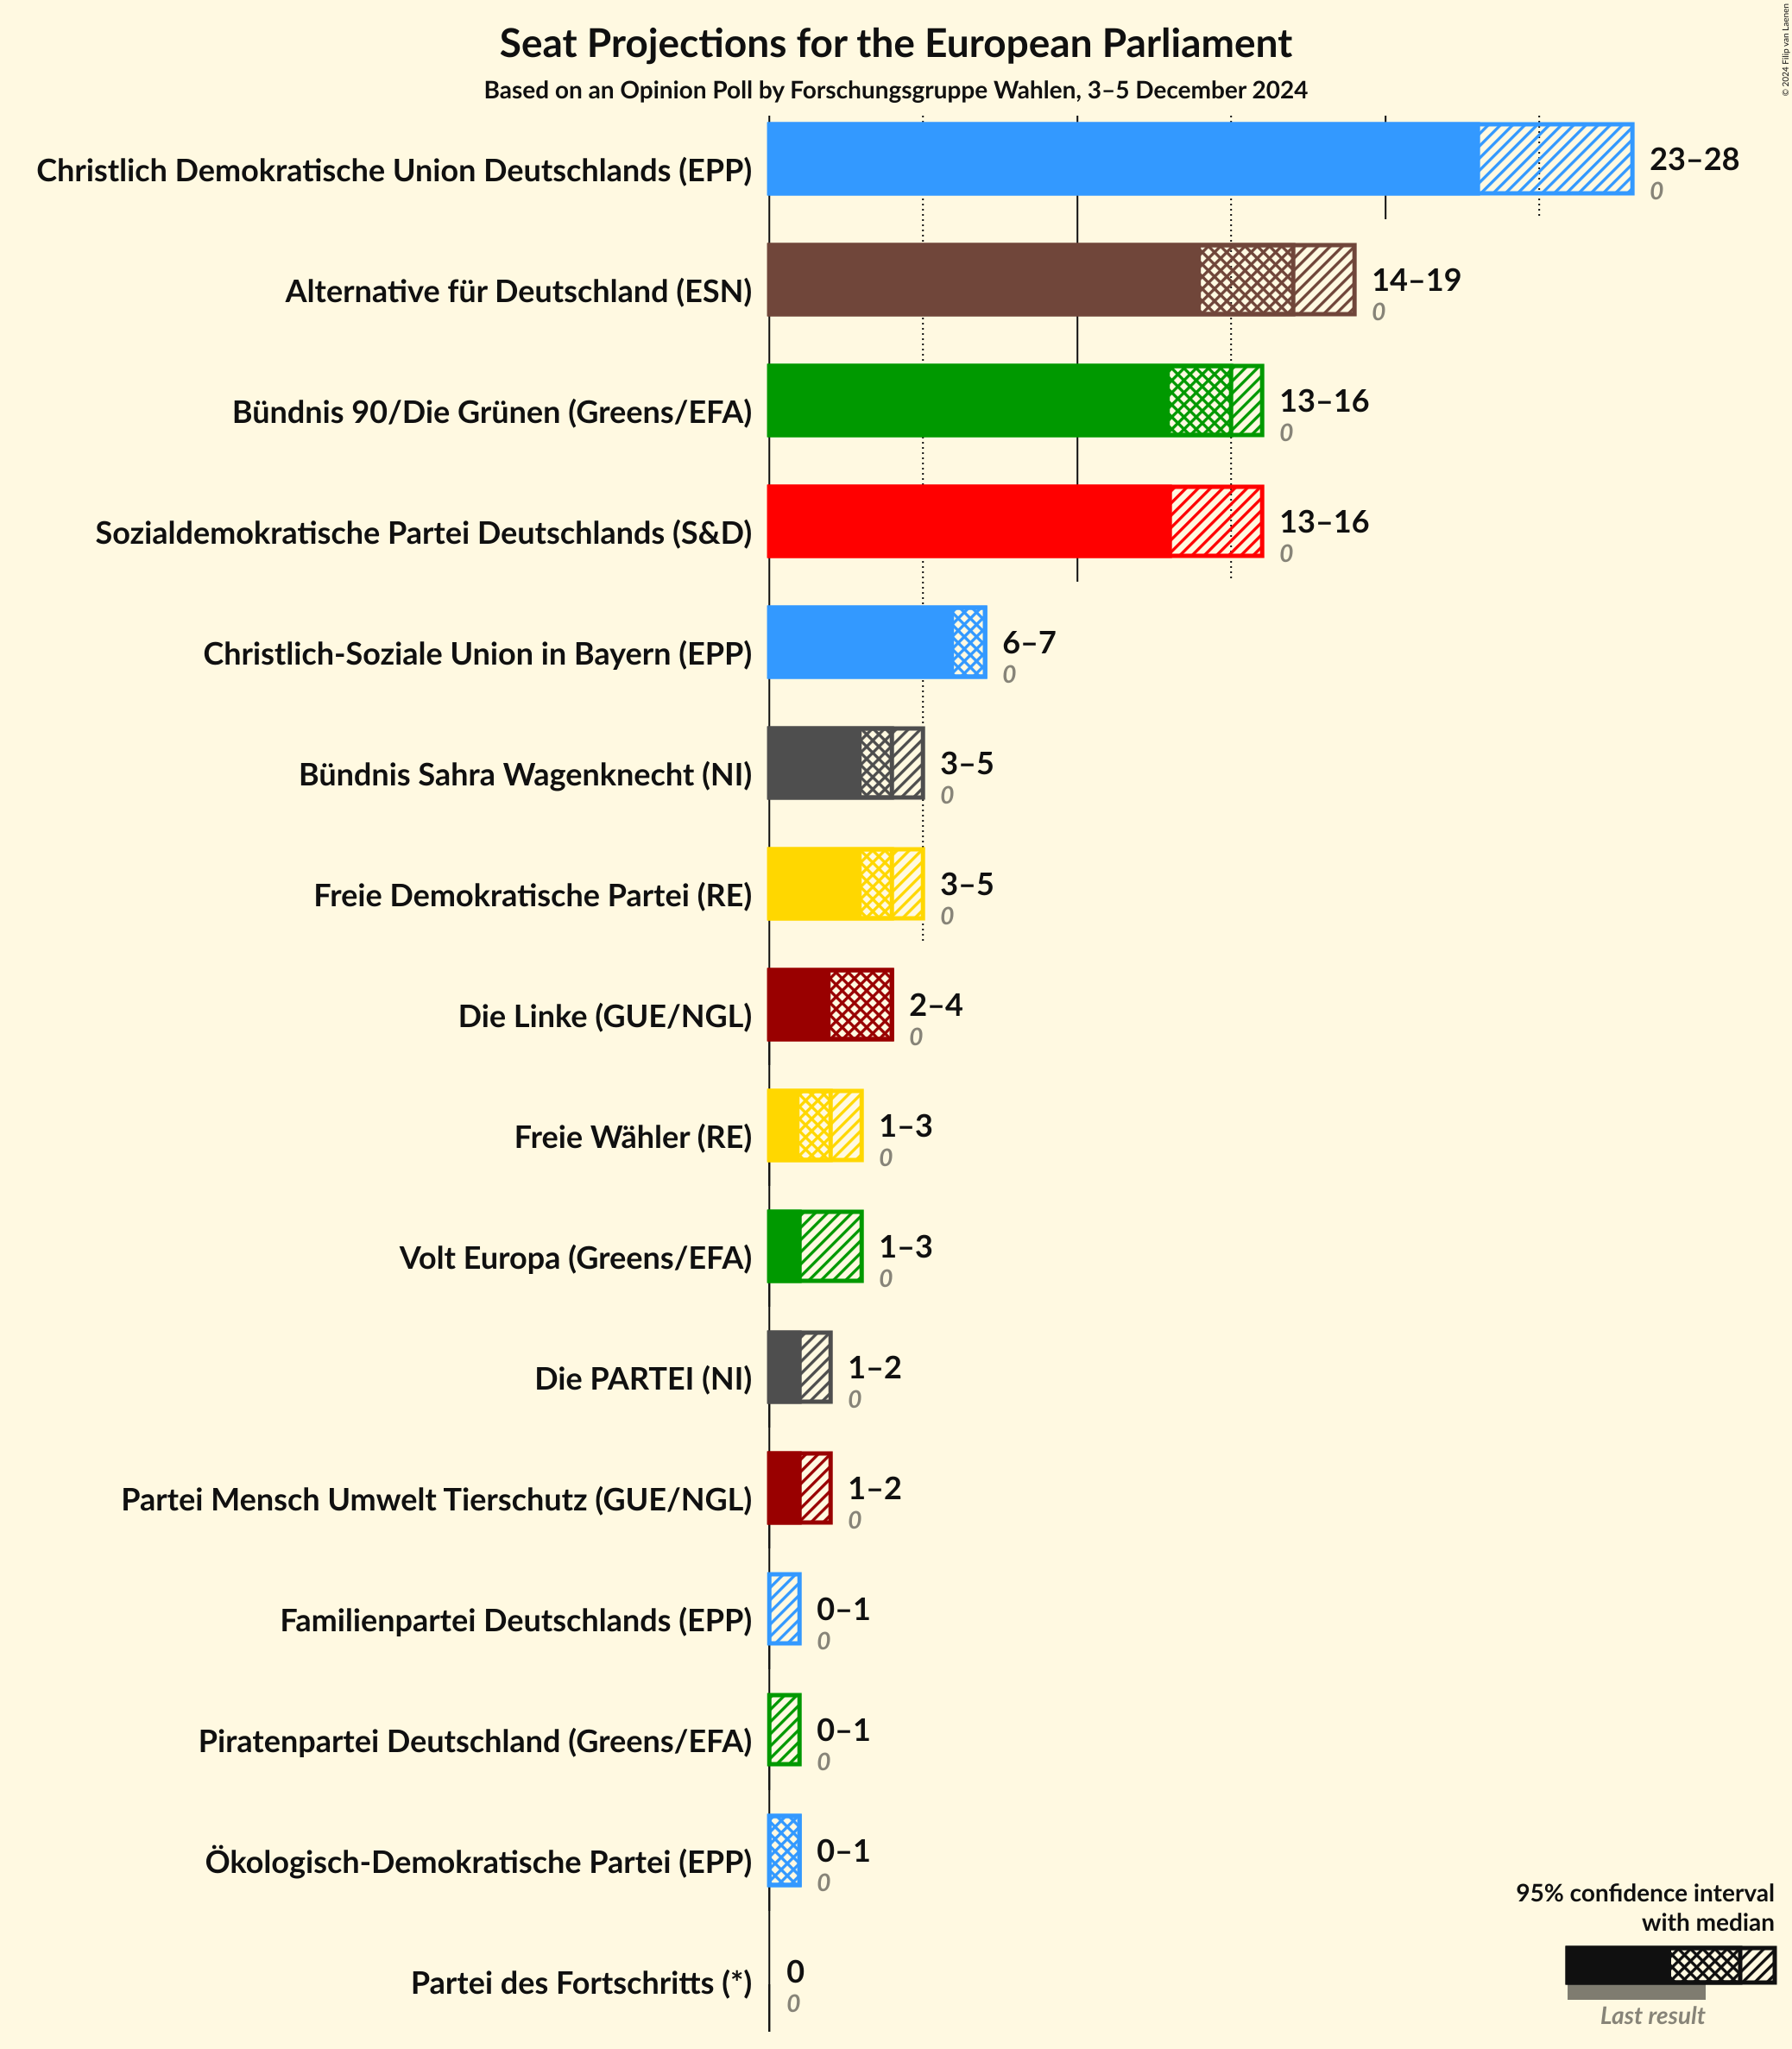 Seat Projections for the European Parliament
Based on an Opinion Poll by Forschungsgruppe Wahlen, 3–5 December 2024
© 2024 Filip van Laenen
Christlich Demokratische Union Deutschlands (EPP)
23–28
0
Alternative für Deutschland (ESN)
14–19
0
Bündnis 90/Die Grünen (Greens/EFA)
13–16
0
Sozialdemokratische Partei Deutschlands (S&D)
13–16
0
Christlich-Soziale Union in Bayern (EPP)
6–7
0
Bündnis Sahra Wagenknecht (NI)
3–5
0
Freie Demokratische Partei (RE)
3–5
0
Die Linke (GUE/NGL)
2–4
0
Freie Wähler (RE)
1–3
0
Volt Europa (Greens/EFA)
1–3
0
Die PARTEI (NI)
1–2
0
Partei Mensch Umwelt Tierschutz (GUE/NGL)
1–2
0
Familienpartei Deutschlands (EPP)
0–1
0
Piratenpartei Deutschland (Greens/EFA)
0–1
0
Ökologisch-Demokratische Partei (EPP)
0–1
0
Partei des Fortschritts (*)
0
0
95% confidence interval
with median
Last result